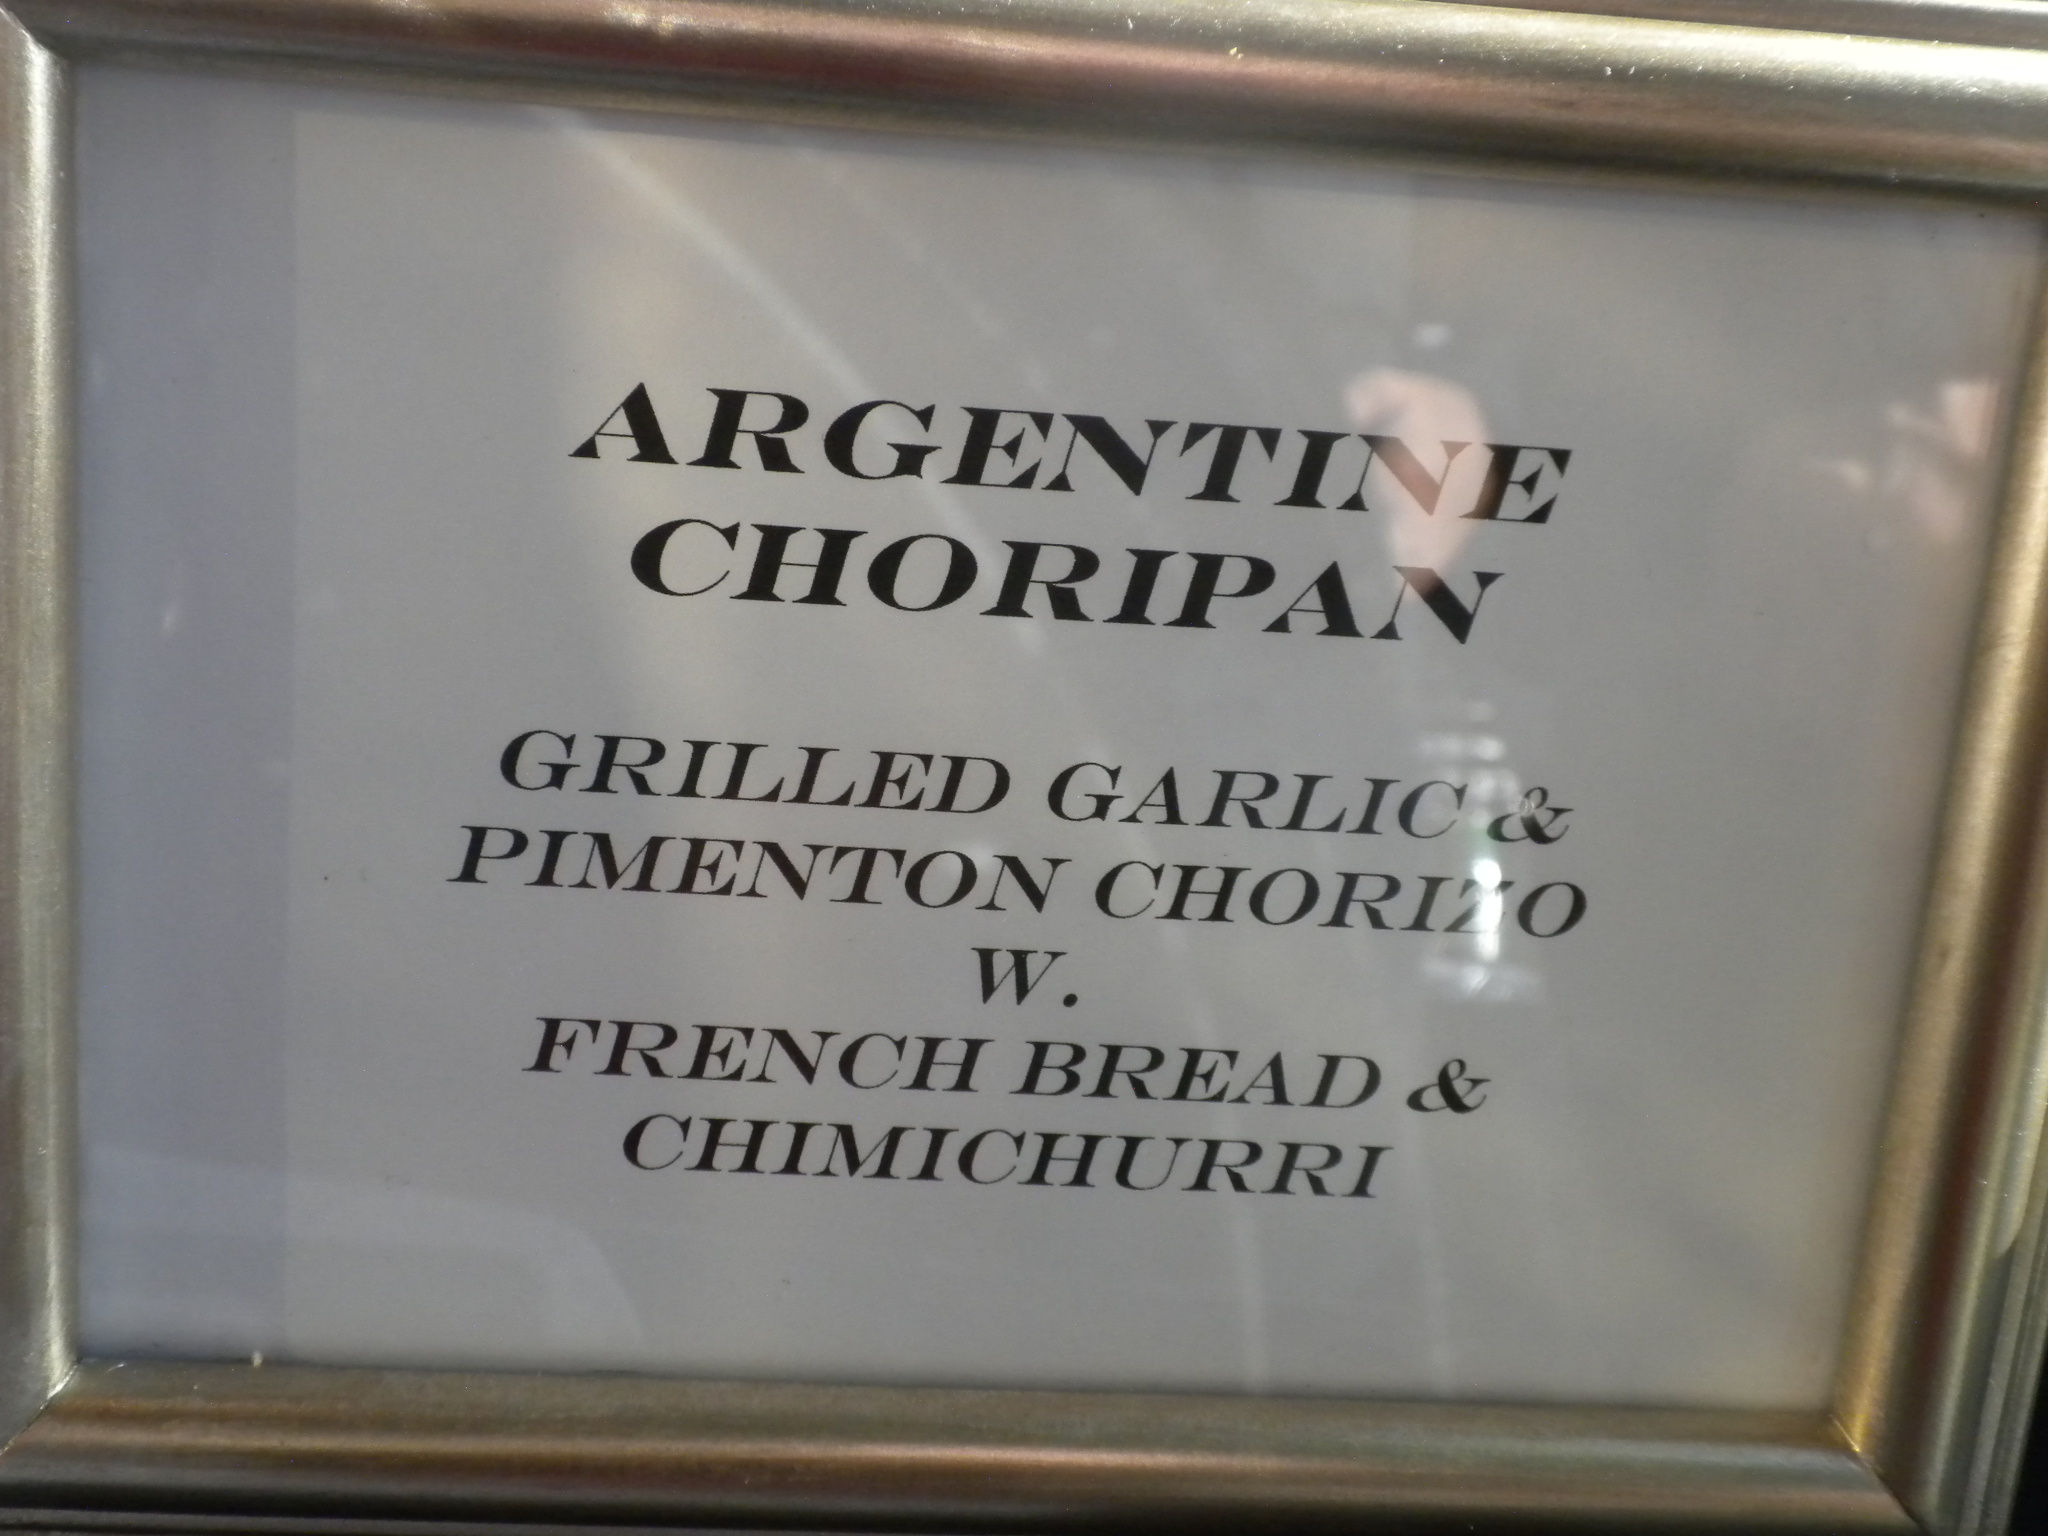 ARGENTINE
CHORIPAN
GRILLED GARLIC &
PIMENTON CHORIZO
W.
FRENCH BREAD &
CHIMICHURRI